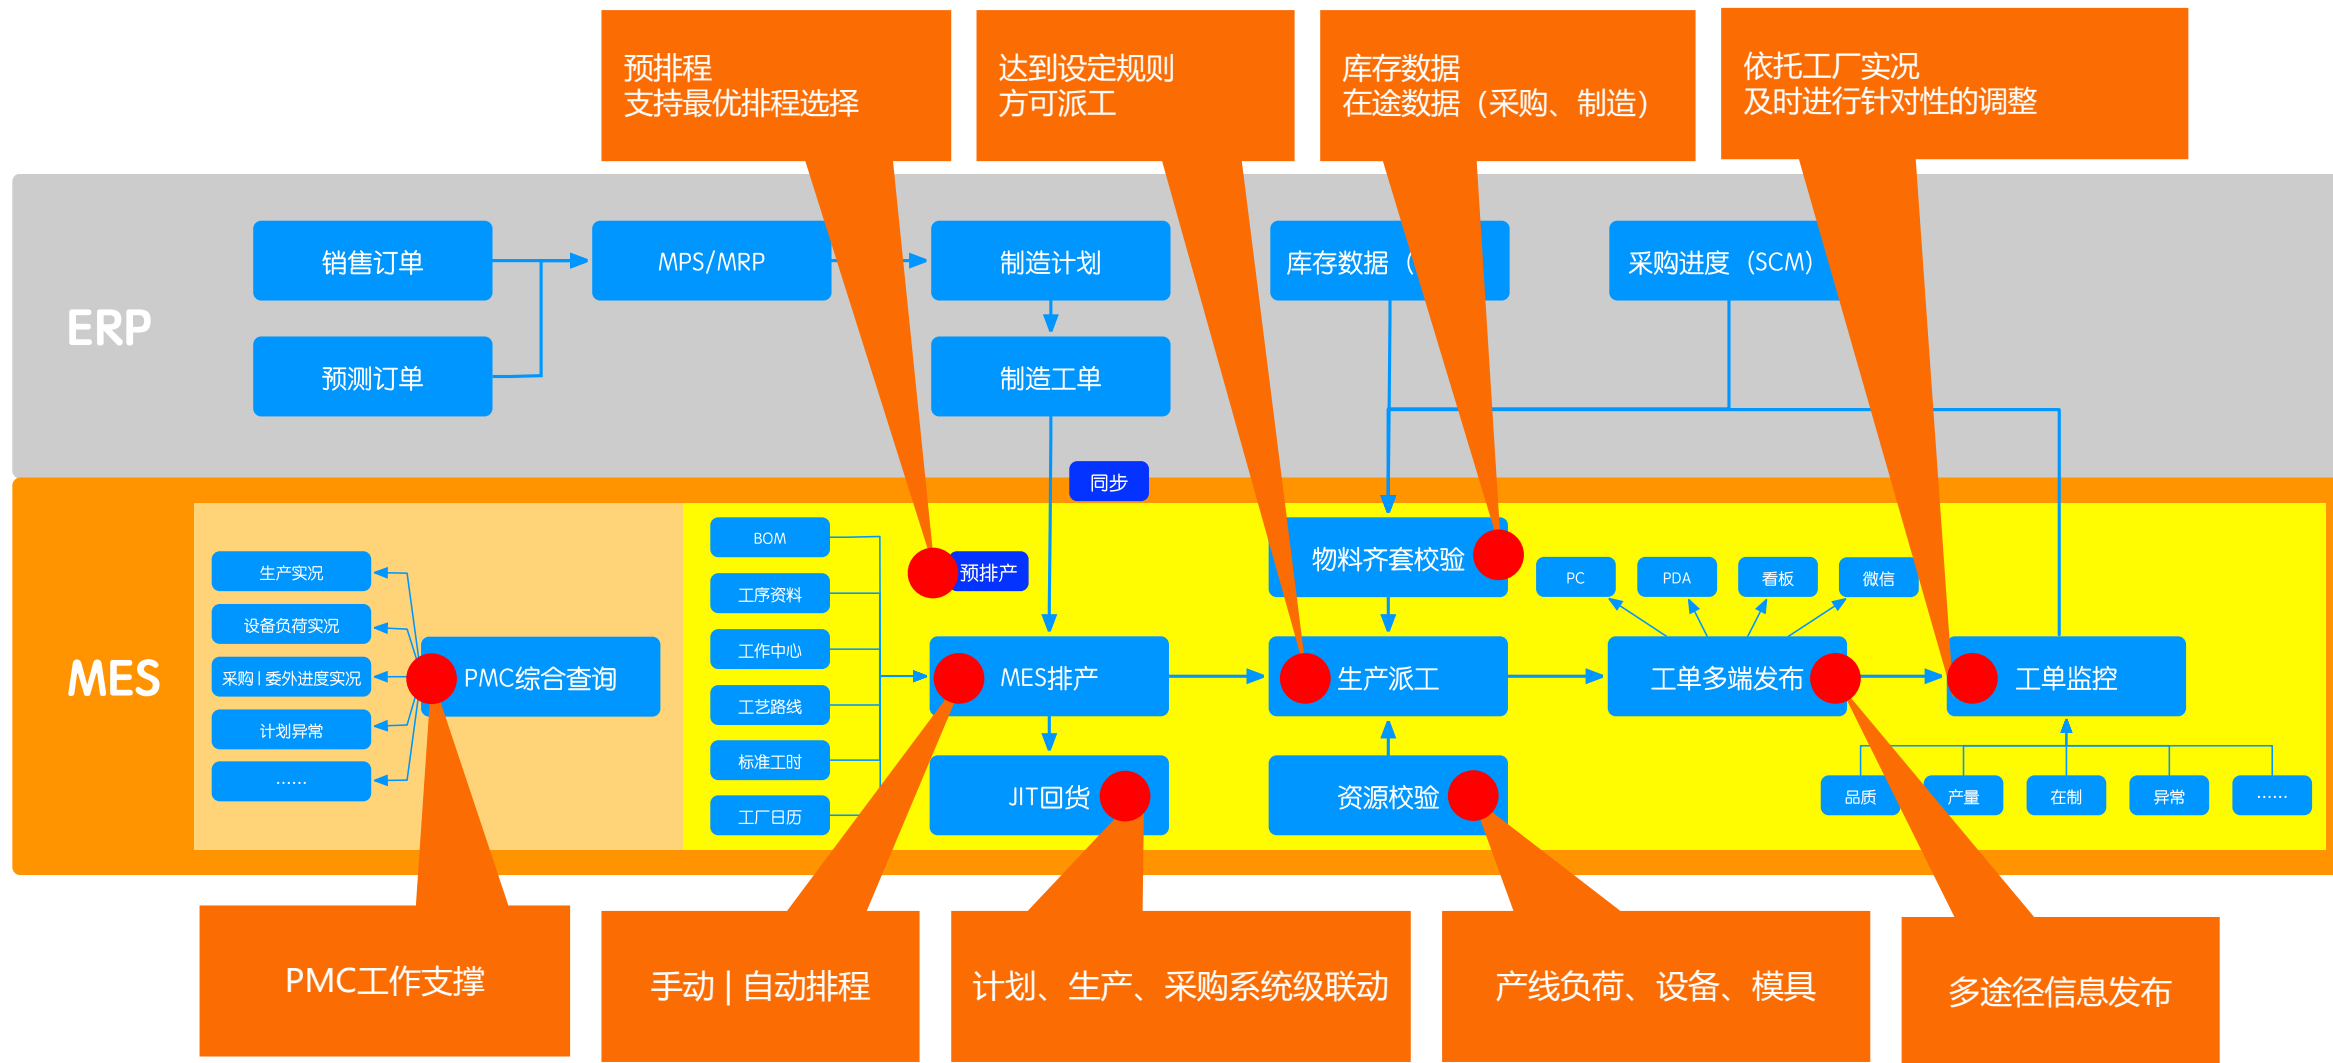 预排程
支持最优排程选择
达到设定规则
方可派工
库存数据
在途数据（采购、制造）
依托工厂实况
及时进行针对性的调整
ERP
销售订单
MPS/MRP
制造计划
库存数据（
采购进度（SCM）
预测订单
制造工单
同步
MES
生产实况
设备负荷实况
采购 | 委外进度实况
计划异常
……
PMC综合查询
BOM
工序资料
工作中心
工艺路线
标准工时
工厂日历
预排产
MES排产
JIT回货
物料齐套校验
生产派工
资源校验
PC
PDA
看板
微信
工单多端发布
工单监控
品质
产量
在制
异常
……
PMC工作支撑
手动 | 自动排程
计划、生产、采购系统级联动
产线负荷、设备、模具
多途径信息发布